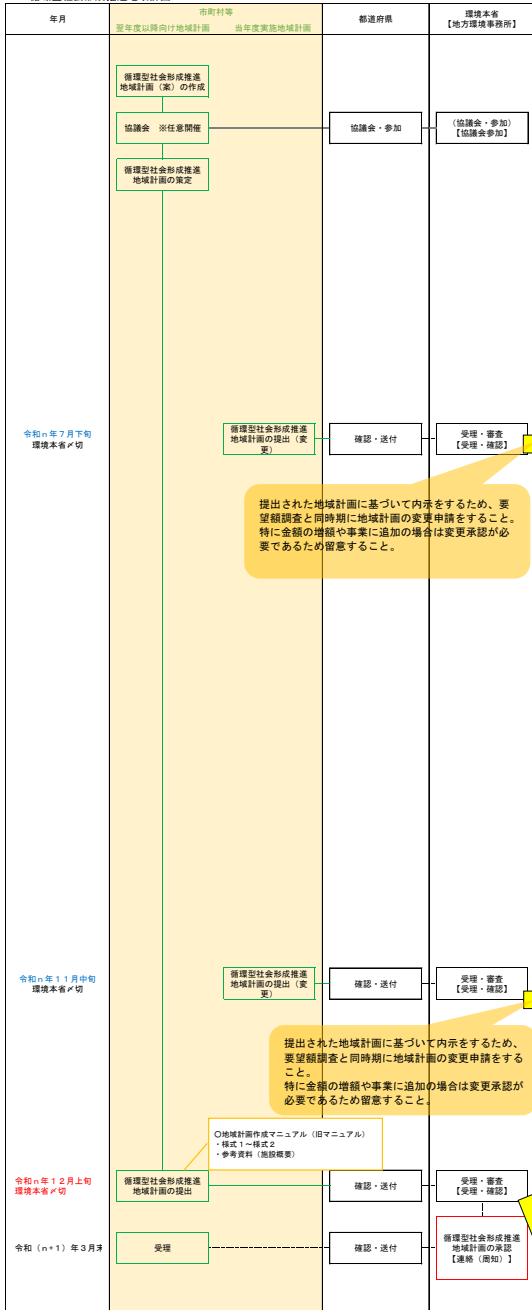 年月
市町村等
翌年度以降向け地域計画　当年度実施地域計画
都道府県
環境本省
【地方環境事務所】
循環型社会形成推進
地域計画（案）の作成
協議会　※任意開催
協議会・参加
（協議会・参加）
【協議会参加】
循環型社会形成推進
地域計画の策定
令和ｎ年７月下旬
環境本省〆切
循環型社会形成推進
地域計画の提出（変
更）
確認・送付
受理・審査
【受理・確認】
提出された地域計画に基づいて内示をするため、要
望額調査と同時期に地域計画の変更申請をすること。
特に金額の増額や事業に追加の場合は変更承認が必
要であるため留意すること。
令和ｎ年１１月中旬
環境本省〆切
循環型社会形成推進
地域計画の提出（変
更）
確認・送付
受理・審査
【受理・確認】
提出された地域計画に基づいて内示をするため、
要望額調査と同時期に地域計画の変更申請をする
こと。
特に金額の増額や事業に追加の場合は変更承認が
必要であるため留意すること。
〇地域計画作成マニュアル（旧マニュアル）
・様式１～様式２
・参考資料（施設概要）
令和ｎ年１２月上旬
環境本省〆切
循環型社会形成推進
地域計画の提出
確認・送付
受理・審査
【受理・確認】
令和（n+1）年３月末
受理
確認・送付
循環型社会形成推進
地域計画の承認
【連絡（周知）】